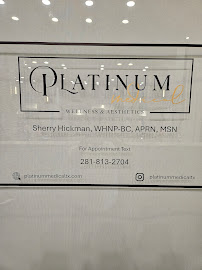 PLATINUM
WELLNESS & AESTHETICS
Sherry Hickman, WHNP-BC, APRN, MSN
For Appointment Text
281-813-2704
platinummedicaltx.com
platinummedicaltx